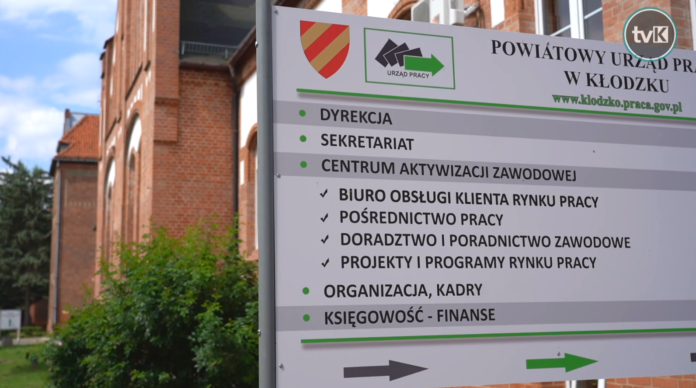 tvK
URZĄD PRACY
POWIATOWY URZĄD
W KŁODZKU
www.klodzko.praca.gov.pl
DYREKCJA
SEKRETARIAT
CENTRUM AKTYWIZACJI ZAWODOWEJ
BIURO OBSŁUGI KLIENTA RYNKU PRACY
POŚREDNICTWO PRACY
DORADZTWO I PORADNICTWO ZAWODOWE
PROJEKTY I PROGRAMY RYNKU PRACY
ORGANIZACJA, KADRY
KSIĘGOWOŚĆ - FINANSE